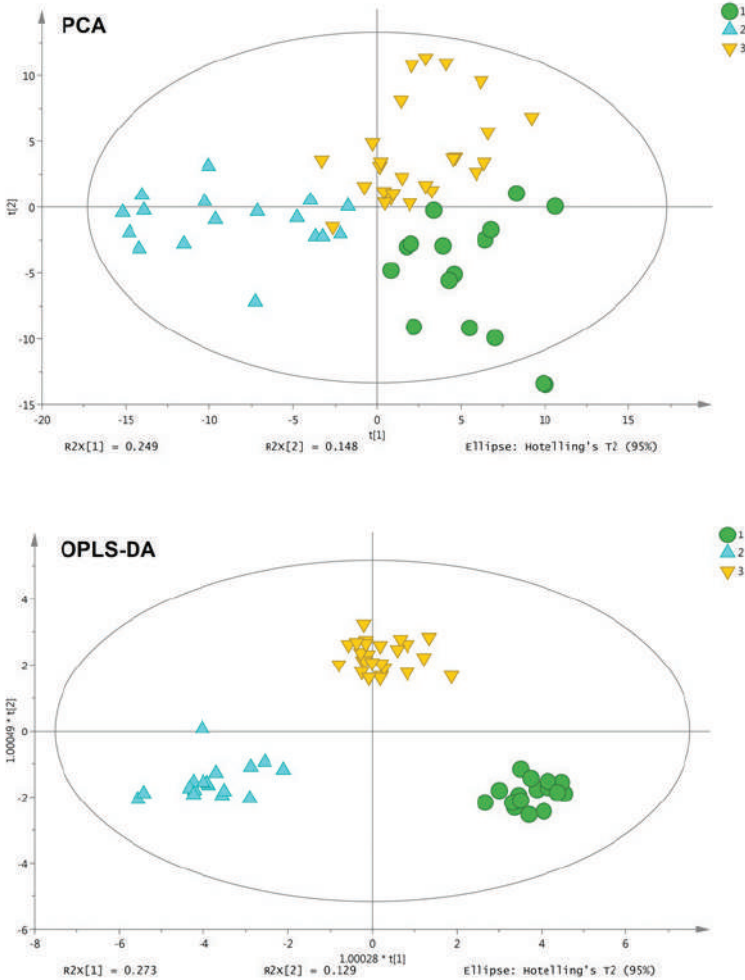 PCA
1
2
3
t[2]
10
5
0
-5
-10
-15
-20
-15
-10
-5
0
5
10
15
t[1]
R2X[1] = 0.249
R2X[2] = 0.148
Ellipse: Hotelling's T2 (95%)
OPLS-DA
1
2
3
1.00049 * t[2]
4
2
0
-2
-4
-6
-8
-6
-4
-2
0
2
4
6
1.00028 * t[1]
R2X[1] = 0.273
R2X[2] = 0.129
Ellipse: Hotelling's T2 (95%)